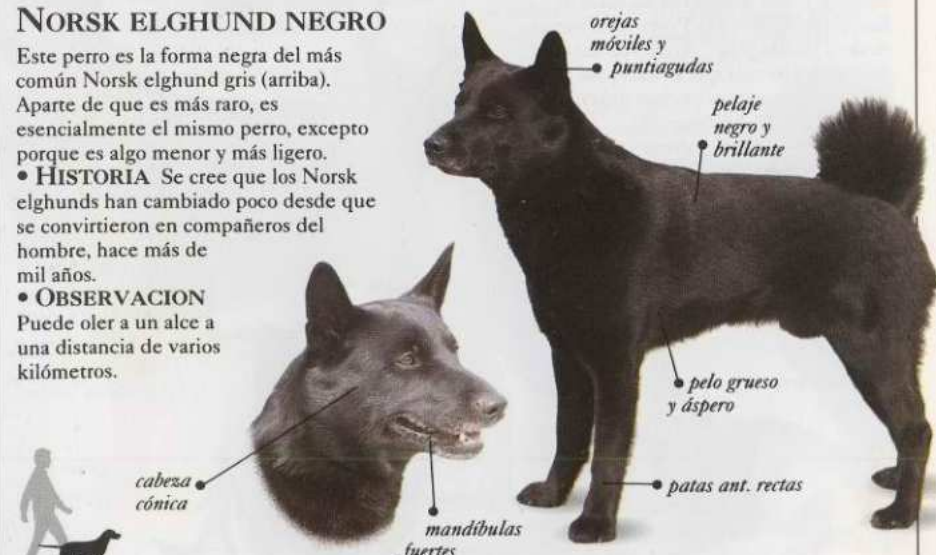 NORSK ELGHUND NEGRO
Este perro es la forma negra del más
común Norsk elghund gris (arriba).
Aparte de que es más raro, es
esencialmente el mismo perro, excepto
porque es algo menor y más ligero.
• HISTORIA Se cree que los Norsk
elghunds han cambiado poco desde que
se convirtieron en compañeros del
hombre, hace más de
mil años.
• OBSERVACION
Puede oler a un alce a
una distancia de varios
kilómetros.
orejas
móviles y
puntiagudas
pelaje
negro y
brillante
pelo grueso
y áspero
patas ant. rectas
cabeza
cónica
mandíbulas
fuertes